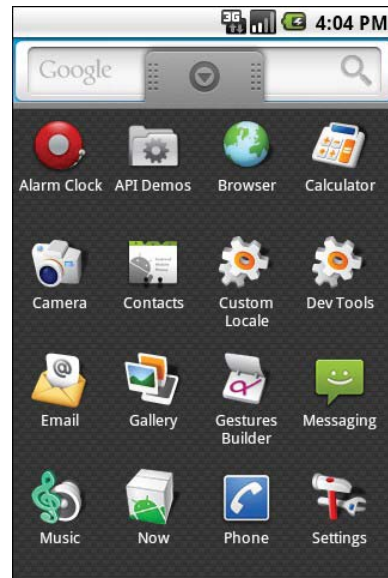 3G 4:04 PM
Google
Alarm Clock API Demos Browser Calculator
Camera Contacts Custom Locale Dev Tools
@
Email Gallery Gestures Builder Messaging
Music Now Phone Settings